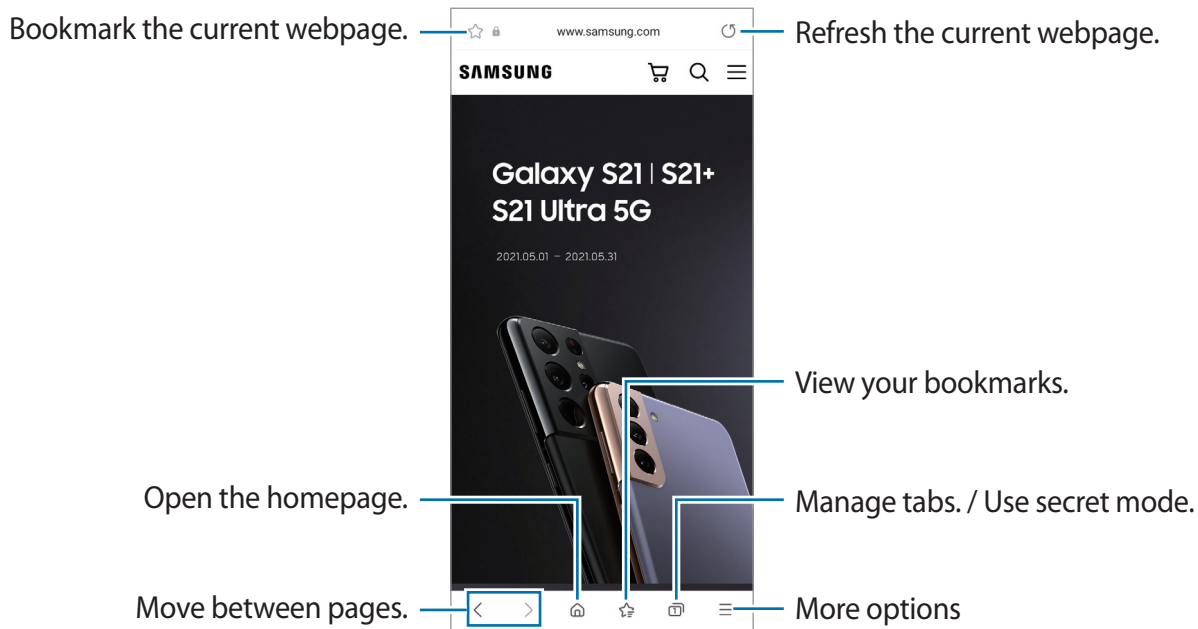 Bookmark the current webpage.
www.samsung.com
Refresh the current webpage.
SAMSUNG
Galaxy S21 | S21+
S21 Ultra 5G
2021.05.01 – 2021.05.31
View your bookmarks.
Open the homepage.
Manage tabs. / Use secret mode.
Move between pages.
1
More options